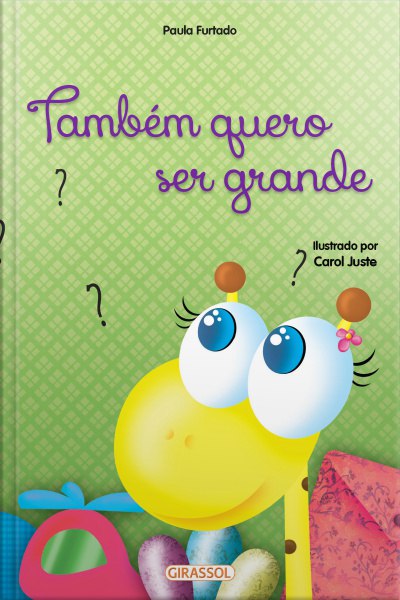 Paula Furtado
Também quero
ser grande
?
?
?
?
Ilustrado por
Carol Juste
GIRASSOL